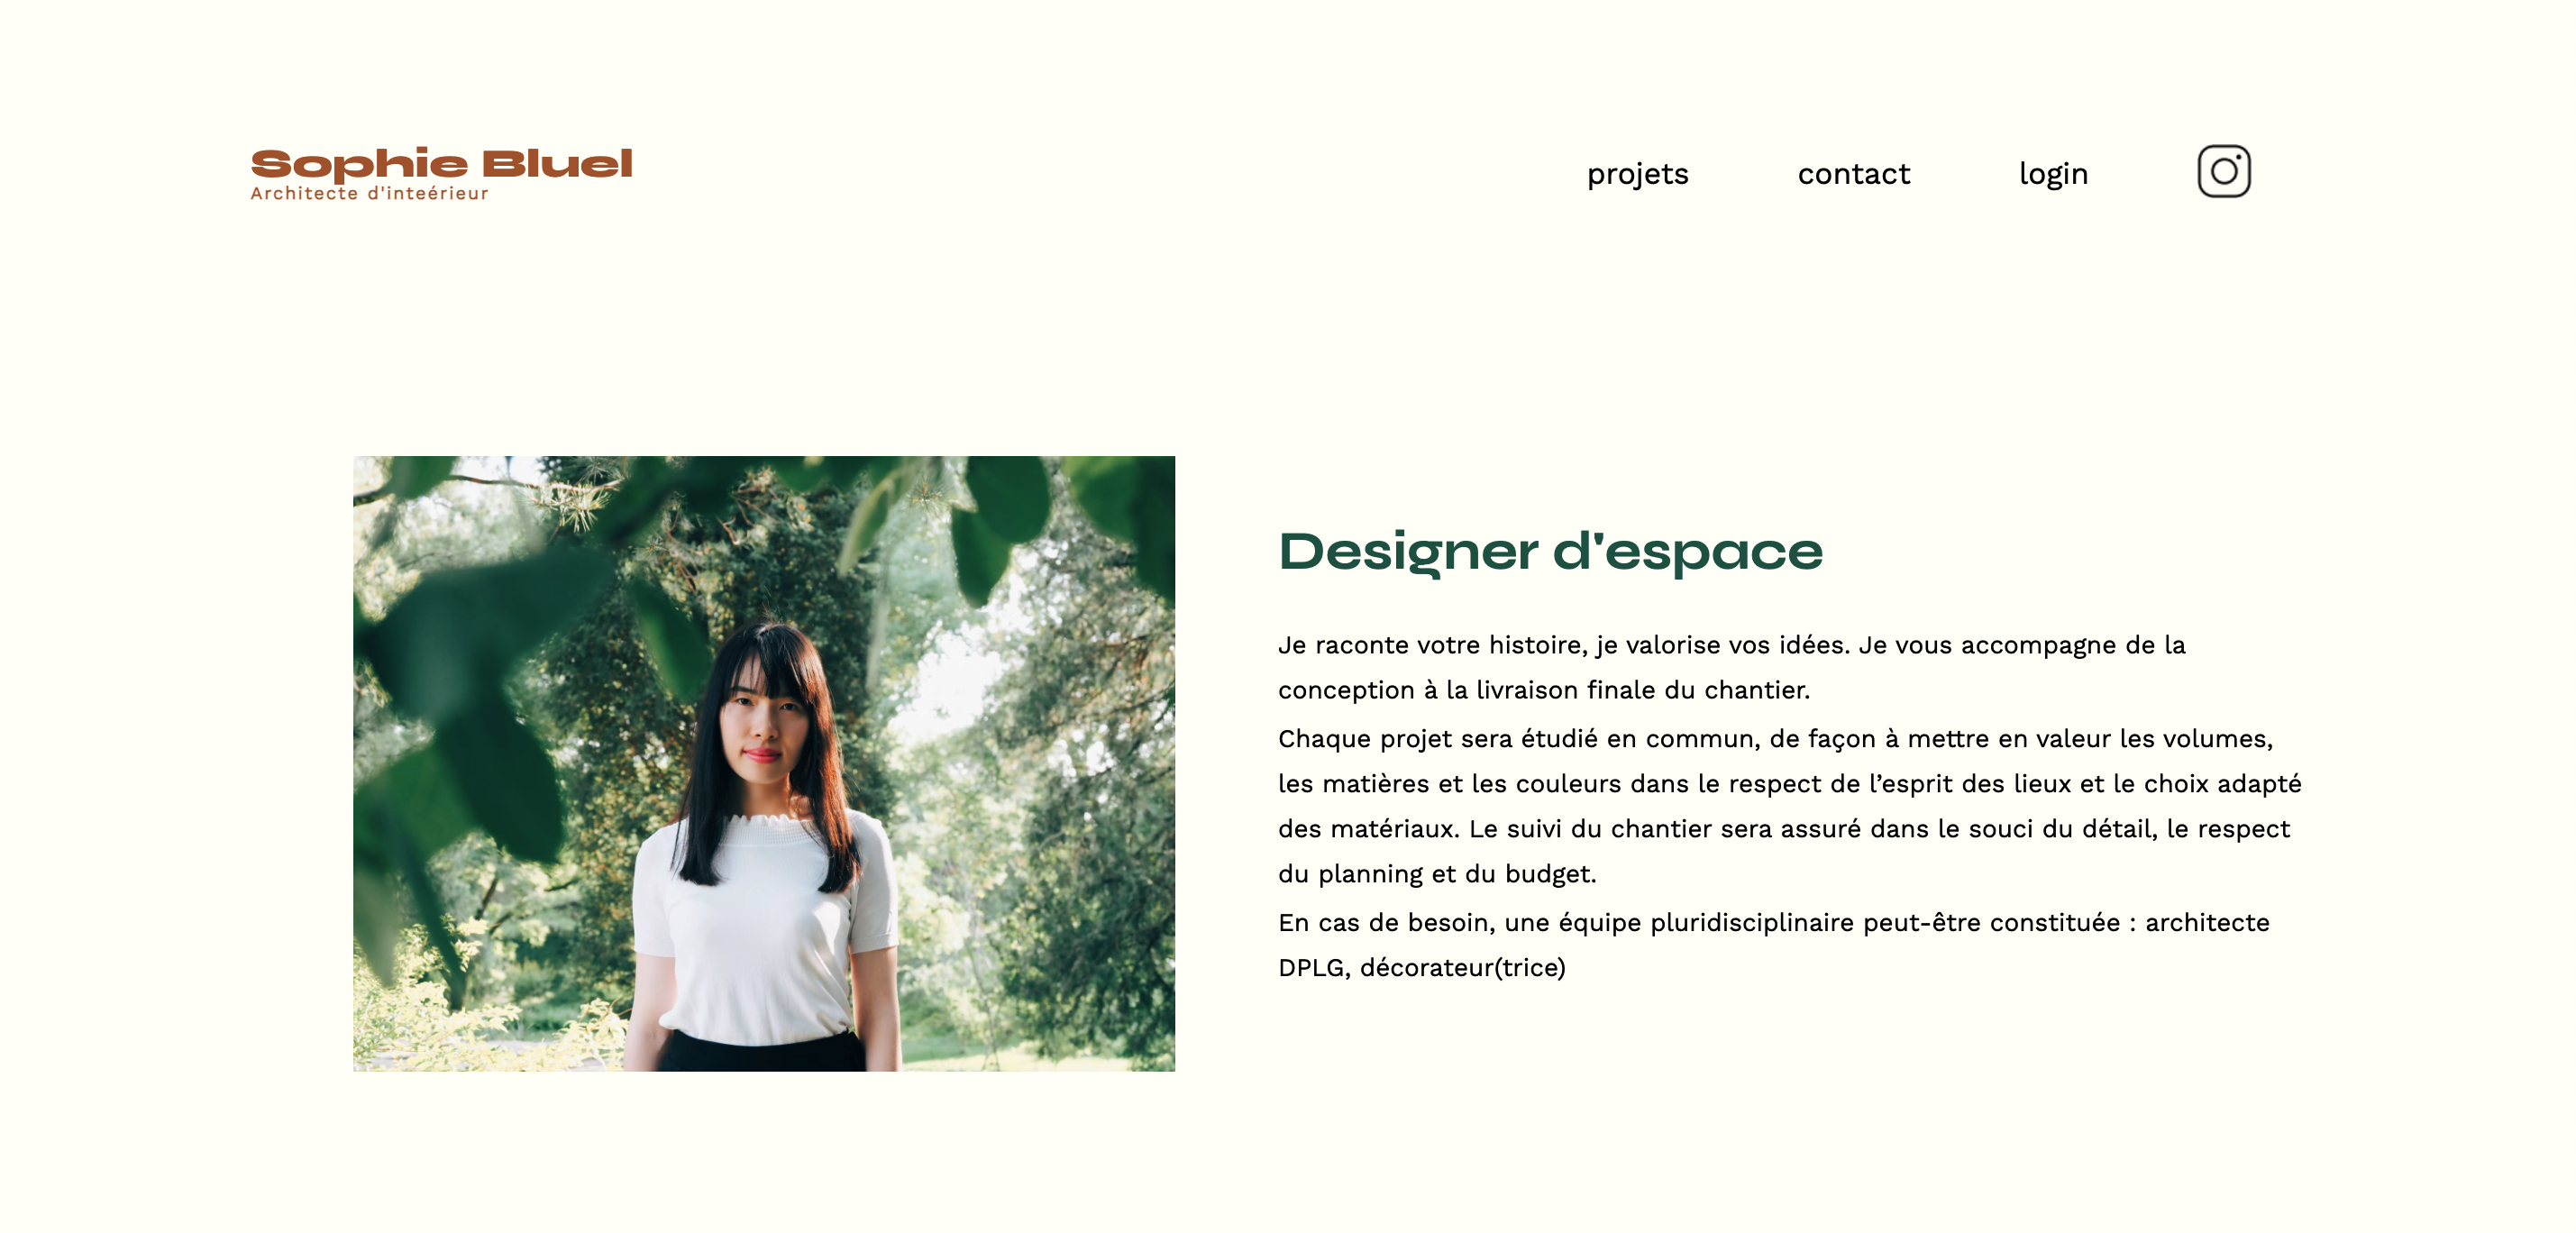 Sophie Bluel
Architecte d'inteérieur
projets
contact
login
Designer d'espace
Je raconte votre histoire, je valorise vos idées. Je vous accompagne de la
conception à la livraison finale du chantier.
Chaque projet sera étudié en commun, de façon à mettre en valeur les volumes,
les matières et les couleurs dans le respect de l’esprit des lieux et le choix adapté
des matériaux. Le suivi du chantier sera assuré dans le souci du détail, le respect
du planning et du budget.
En cas de besoin, une équipe pluridisciplinaire peut-être constituée : architecte
DPLG, décorateur(trice)